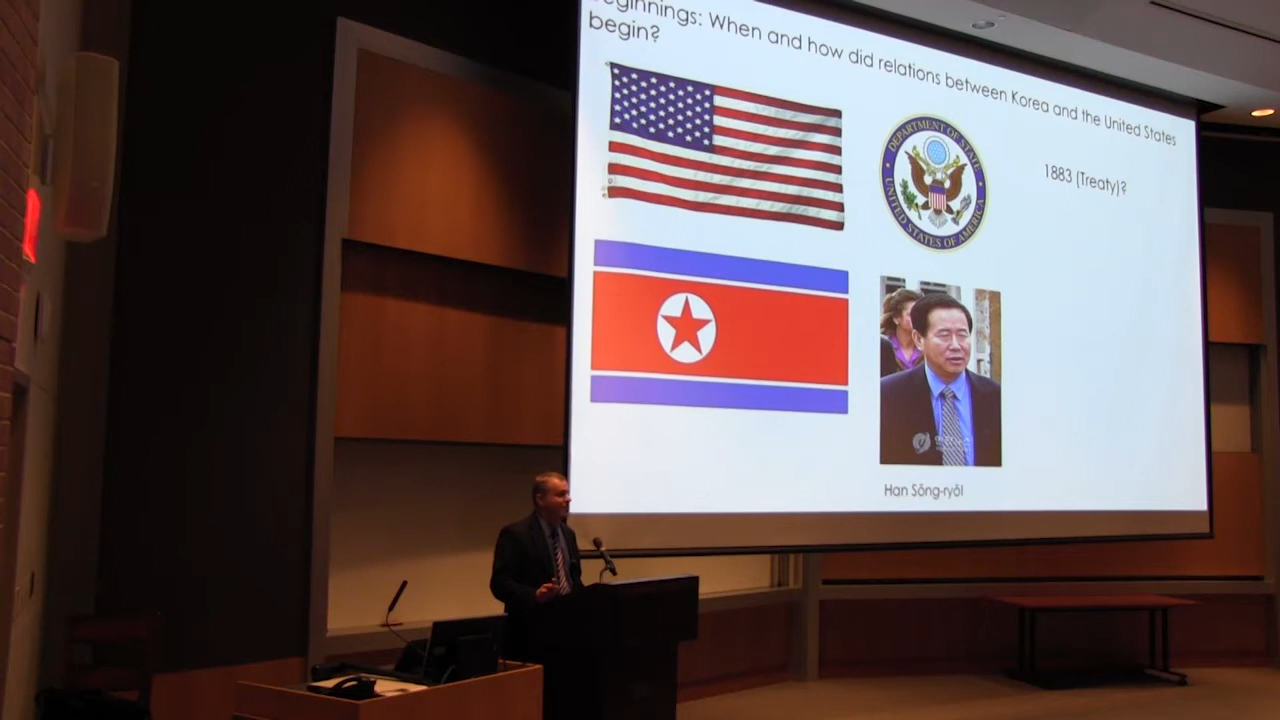 Beginnings: When and how did relations between Korea and the United States
begin?
DEPARTMENT OF STATE
UNITED STATES OF AMERICA
1883 (Treaty)?
Han Sŏng-ryŏl